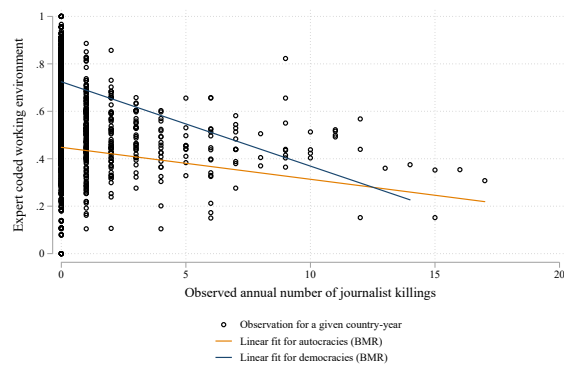 Expert coded working environment
1
.8
.6
.4
.2
0
0
5
10
15
20
Observed annual number of journalist killings
Observation for a given country-year
Linear fit for autocracies (BMR)
Linear fit for democracies (BMR)